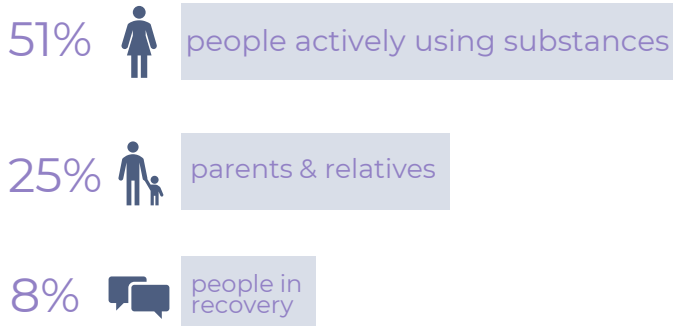 51%
people actively using substances
25%
parents & relatives
8%
people in
recovery